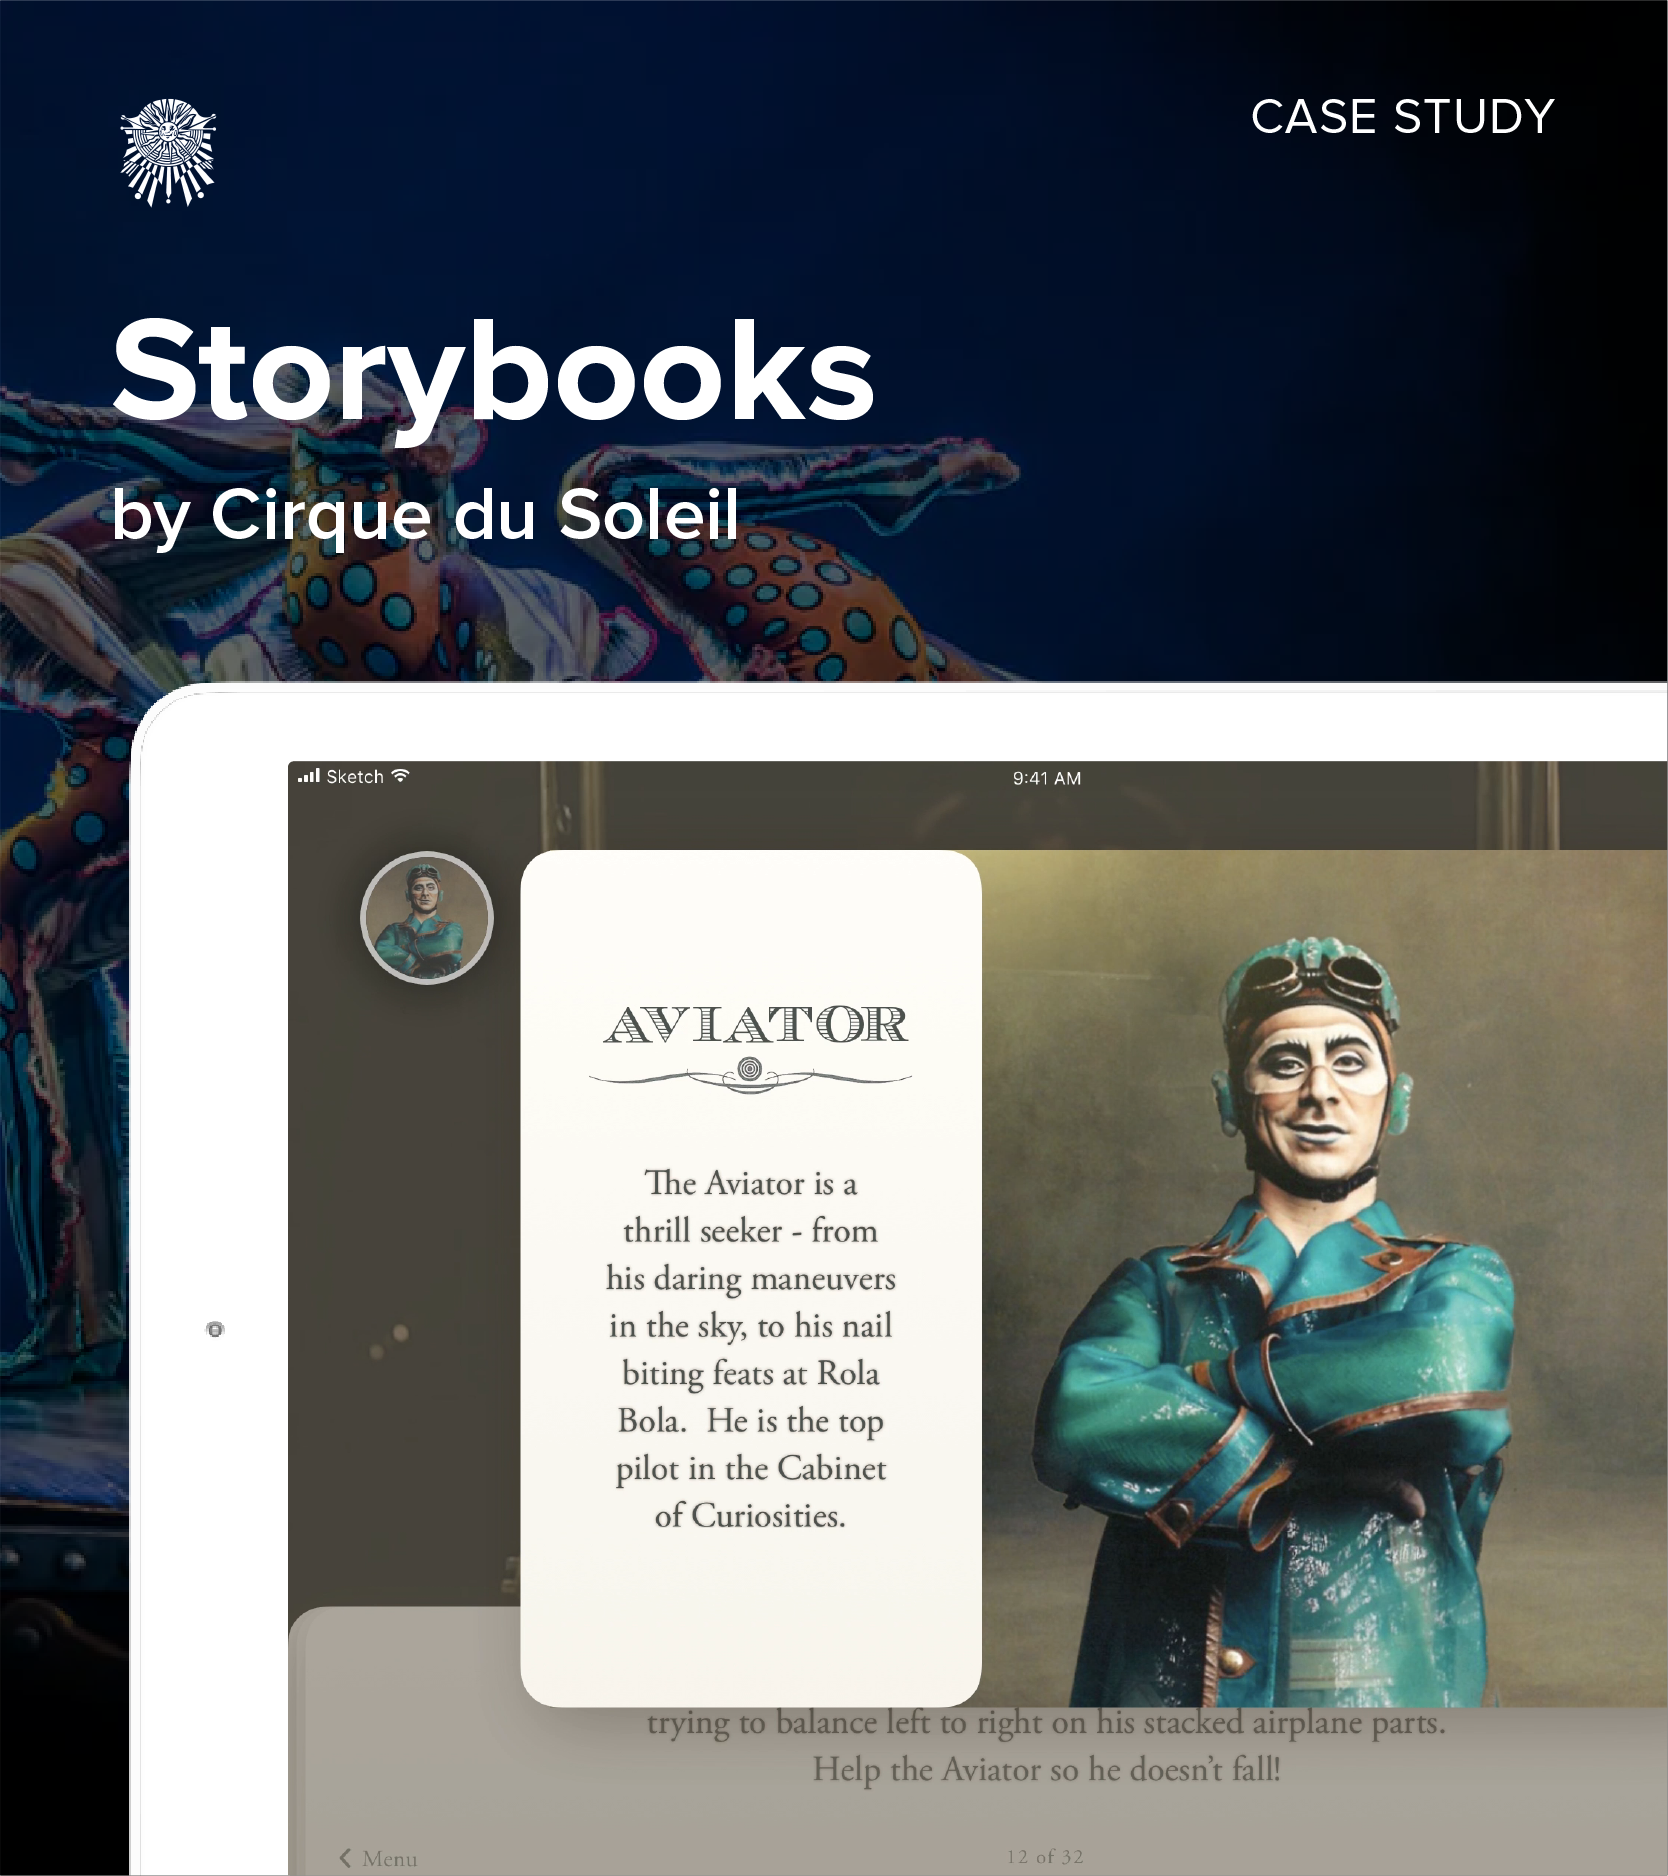 CASE STUDY
Storybooks
by Cirque du Soleil
Sketch
9:41 AM
AVIATOR
The Aviator is a
thrill seeker - from
his daring maneuvers
in the sky, to his nail
biting feats at Rola
Bola.  He is the top
pilot in the Cabinet
of Curiosities.
trying to balance left to right on his stacked airplane parts.
Help the Aviator so he doesn’t fall!
Menu
12 of 32